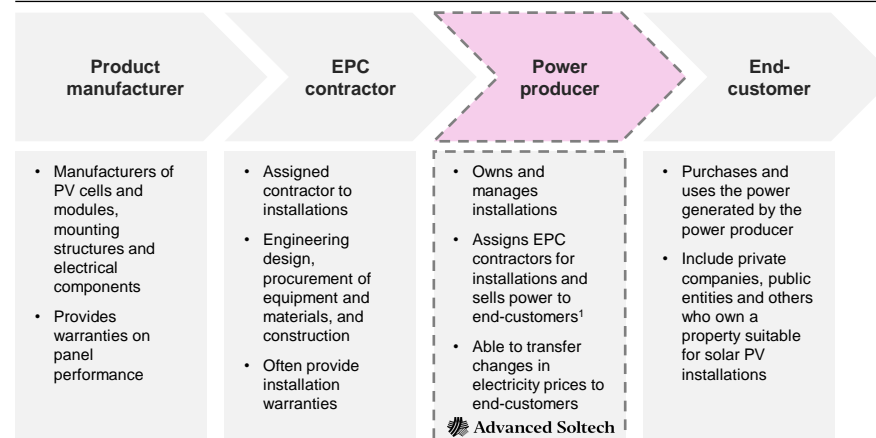 Product
manufacturer
EPC
contractor
Power
producer
End-
customer
• Manufacturers of
PV cells and
modules,
mounting
structures and
electrical
components
• Provides
warranties on
panel
performance
• Assigned
contractor to
installations
• Engineering
design,
procurement of
equipment and
materials, and
construction
• Often provide
installation
warranties
• Owns and
manages
installations
• Assigns EPC
contractors for
installations and
sells power to
end-customers¹
• Able to transfer
changes in
electricity prices to
end-customers
Advanced Soltech
• Purchases and
uses the power
generated by the
power producer
• Include private
companies, public
entities and others
who own a
property suitable
for solar PV
installations